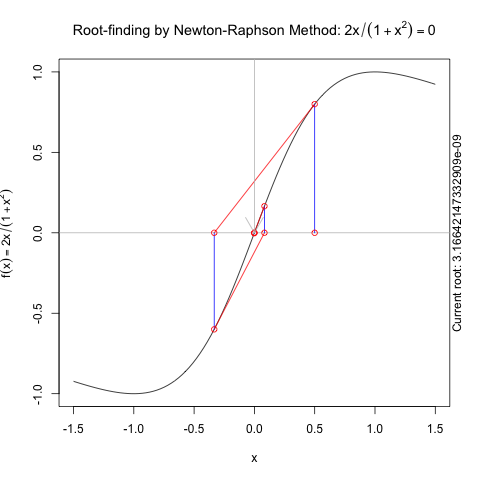 Root-finding by Newton-Raphson Method: 2x/(1+x²)=0
f(x)=2x/(1+x²)
1.0
0.5
0.0
-0.5
-1.0
Current root: 3.16642147332909e-09
-1.5 -1.0 -0.5 0.0 0.5 1.0 1.5
x